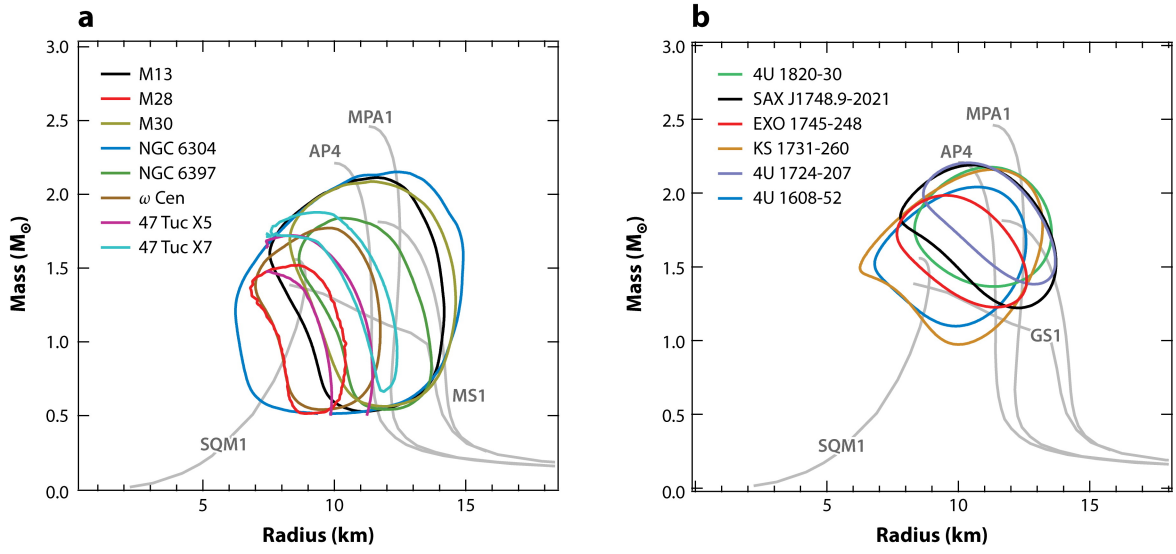 a
3.0
2.5
2.0
1.5
1.0
0.5
0.0
Mass (M☉)
M13
M28
M30
NGC 6304
NGC 6397
ω Cen
47 Tuc X5
47 Tuc X7
MPA1
AP4
MS1
SQM1
5
10
15
Radius (km)
b
3.0
2.5
2.0
1.5
1.0
0.5
0.0
Mass (M☉)
4U 1820-30
SAX J1748.9-2021
EXO 1745-248
KS 1731-260
4U 1724-207
4U 1608-52
MPA1
AP4
GS1
SQM1
5
10
15
Radius (km)